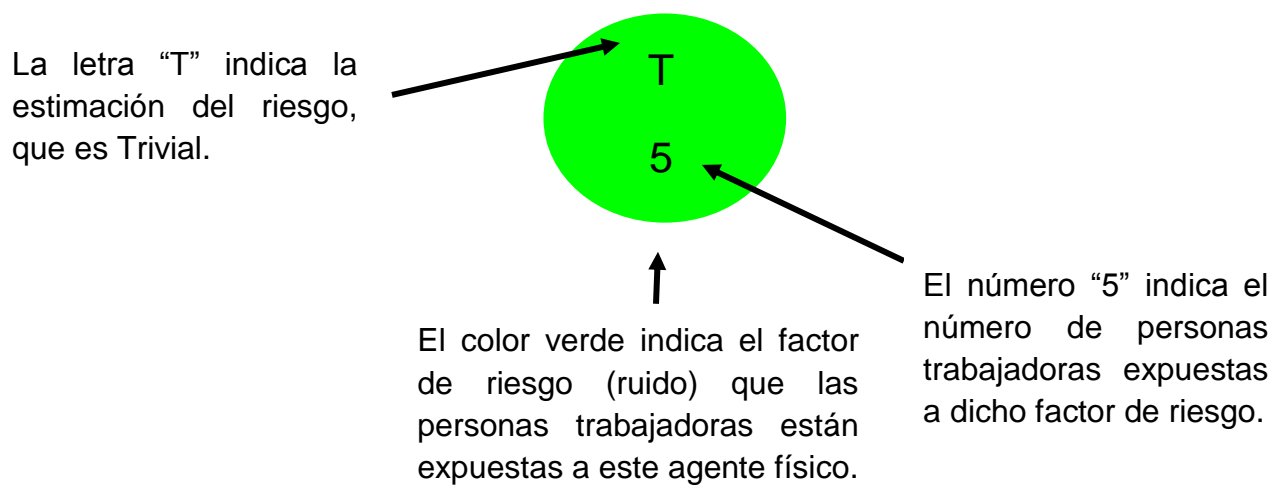 La letra “T” indica la
estimación del riesgo,
que es Trivial.
T
5
El número “5” indica el
número de personas
trabajadoras expuestas
a dicho factor de riesgo.
El color verde indica el factor
de riesgo (ruido) que las
personas trabajadoras están
expuestas a este agente físico.